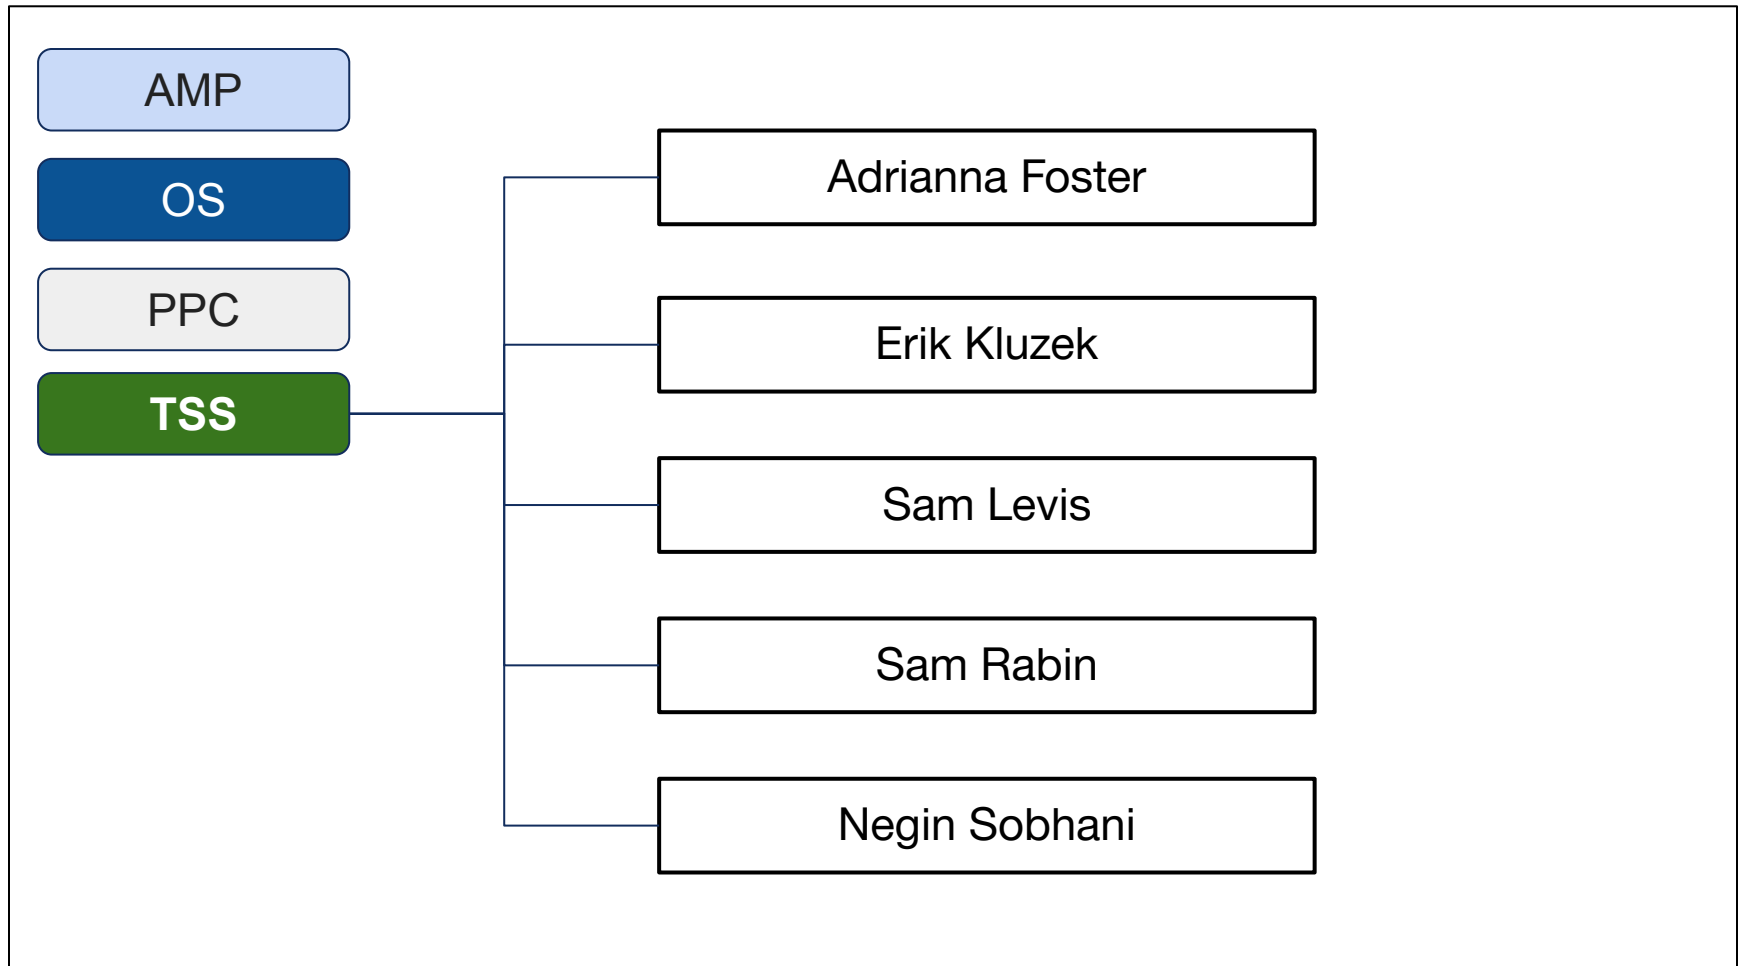 AMP
OS
PPC
TSS
Adrianna Foster
Erik Kluzek
Sam Levis
Sam Rabin
Negin Sobhani